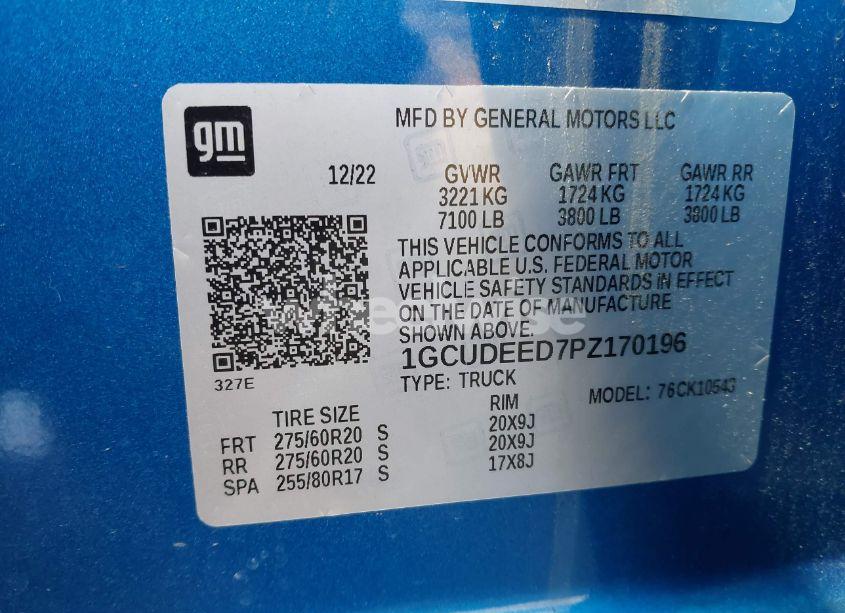 gm
MFD BY GENERAL MOTORS LLC
12/22 GVWR GAWR FRT GAWR RR
3221 KG 1724 KG 1724 KG
7100 LB 3800 LB 3800 LB
THIS VEHICLE CONFORMS TO ALL
APPLICABLE U.S. FEDERAL MOTOR
VEHICLE SAFETY STANDARDS IN EFFECT
ON THE DATE OF MANUFACTURE
SHOWN ABOVE.
1GCUDEED7PZ170196
327E
TYPE: TRUCK
MODEL: 76CK10543
TIRE SIZE RIM
FRT 275/60R20 S 20X9J
RR 275/60R20 S 20X9J
SPA 255/80R17 S 17X8J